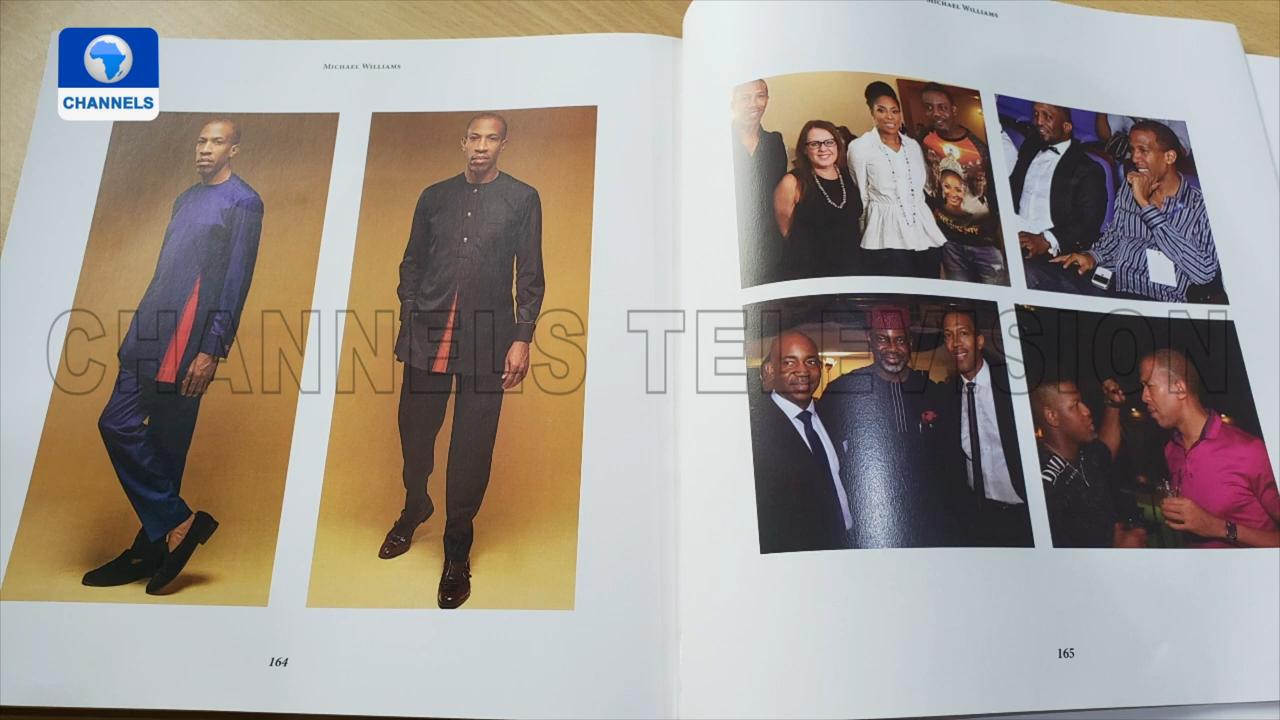 CHANNELS
MICHAEL WILLIAMS
MICHAEL WILLIAMS
CHANNELS TELEVISION
164
165